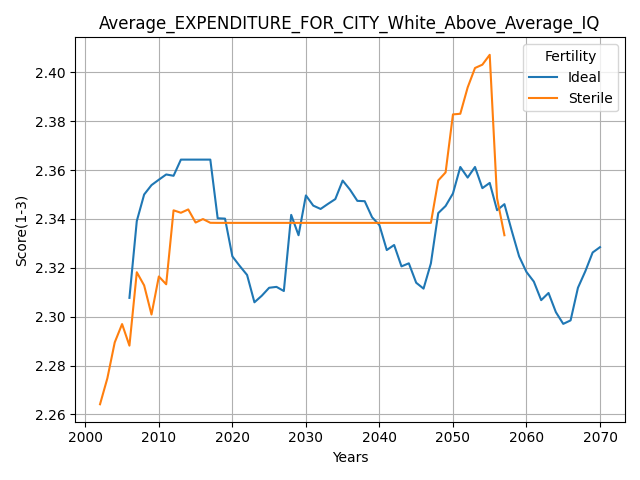 Average_EXPENDITURE_FOR_CITY_White_Above_Average_IQ
Fertility
Ideal
Sterile
Score(1-3)
2.40
2.38
2.36
2.34
2.32
2.30
2.28
2.26
2000 2010 2020 2030 2040 2050 2060 2070
Years